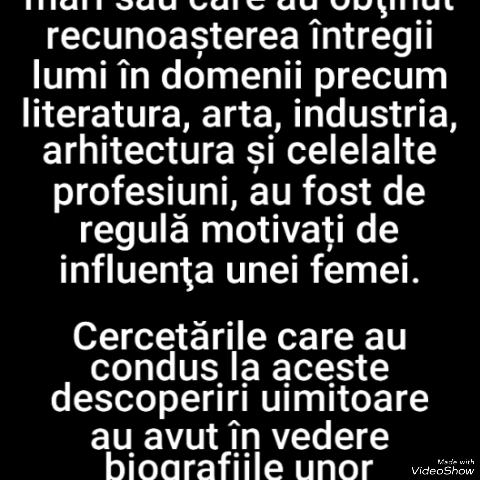 mari sau care au obţinut
recunoașterea întregii
lumi în domenii precum
literatura, arta, industria,
arhitectura și celelalte
profesiuni, au fost de
regulă motivați de
influenţa unei femei.
Cercetările care au
condus la aceste
descoperiri uimitoare
au avut în vedere
biografiile unor
Made with
VideoShow